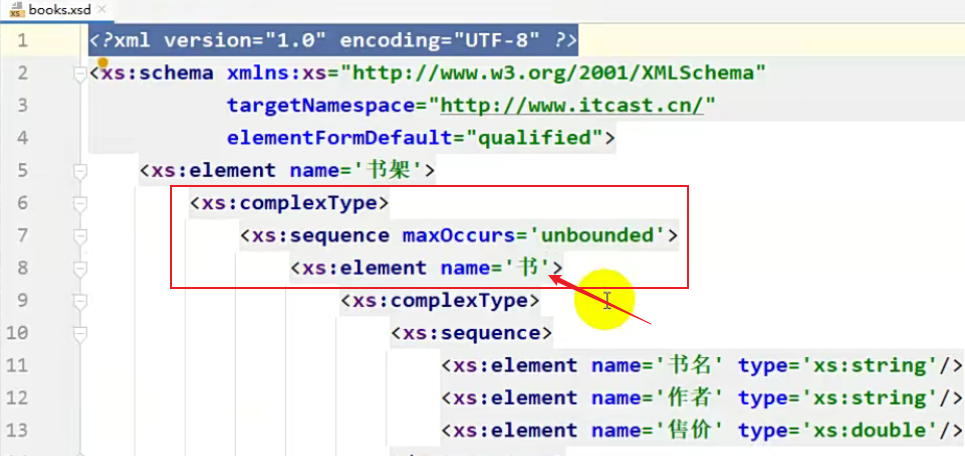 books.xsd
1 <?xml version="1.0" encoding="UTF-8" ?>
2 <xs:schema xmlns:xs="http://www.w3.org/2001/XMLSchema"
3 targetNamespace="http://www.itcast.cn/"
4 elementFormDefault="qualified">
5 <xs:element name='书架'>
6 <xs:complexType>
7 <xs:sequence maxOccurs='unbounded'>
8 <xs:element name='书'>
9 <xs:complexType>
10 <xs:sequence>
11 <xs:element name='书名' type='xs:string'/>
12 <xs:element name='作者' type='xs:string'/>
13 <xs:element name='售价' type='xs:double'/>